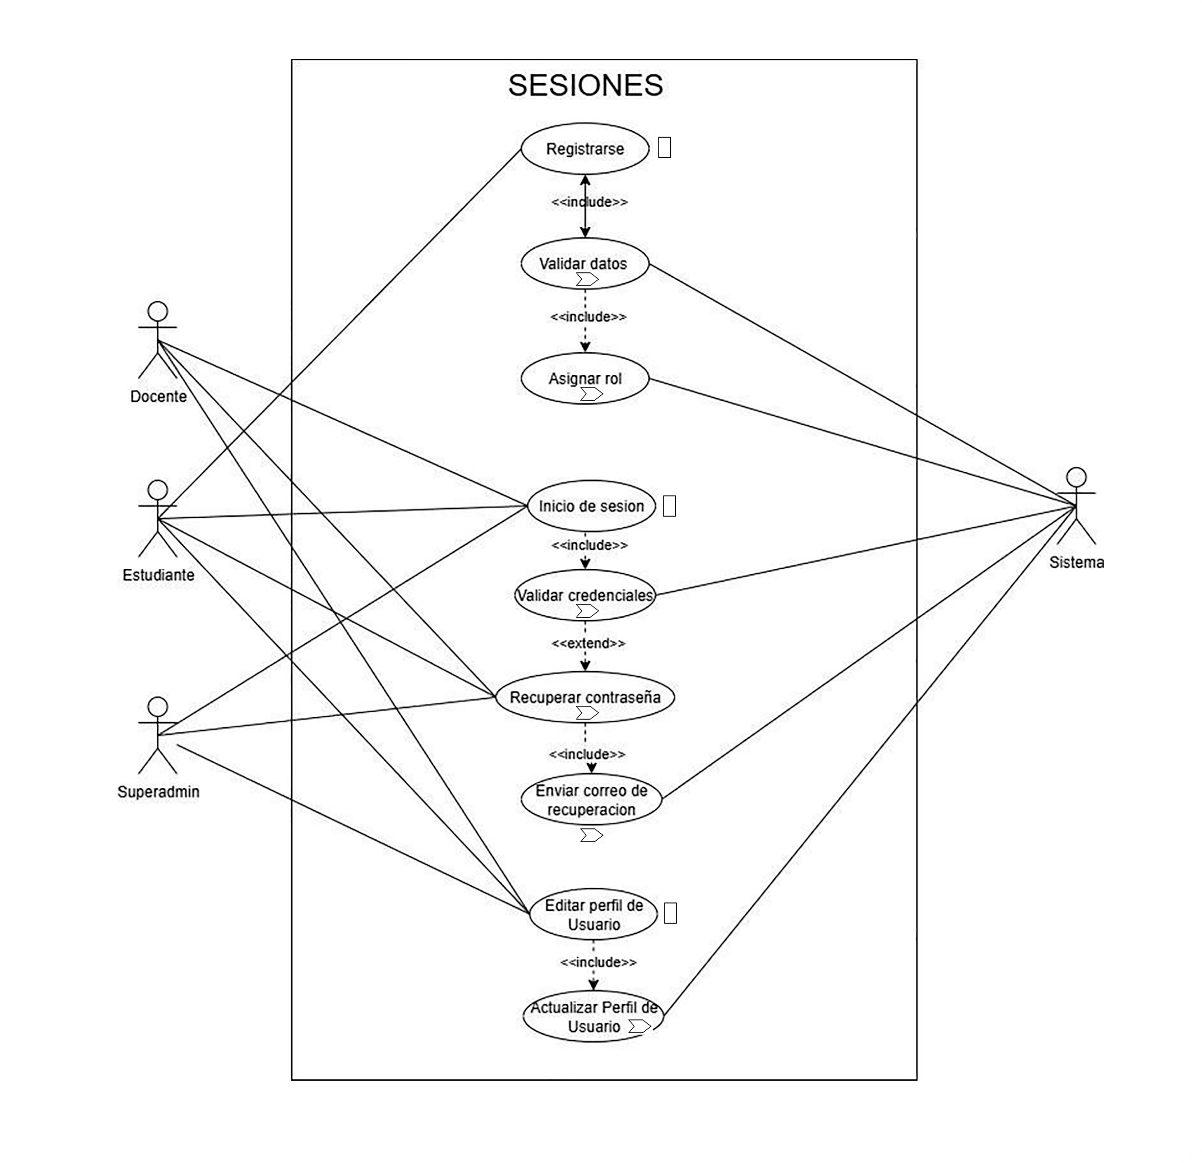 SESIONES
Registrarse
<<include>>
Validar datos
<<include>>
Asignar rol
Docente
Estudiante
Superadmin
Sistema
Inicio de sesion
<<include>>
Validar credenciales
<<extend>>
Recuperar contraseña
<<include>>
Enviar correo de
recuperacion
Editar perfil de
Usuario
<<include>>
Actualizar Perfil de
Usuario